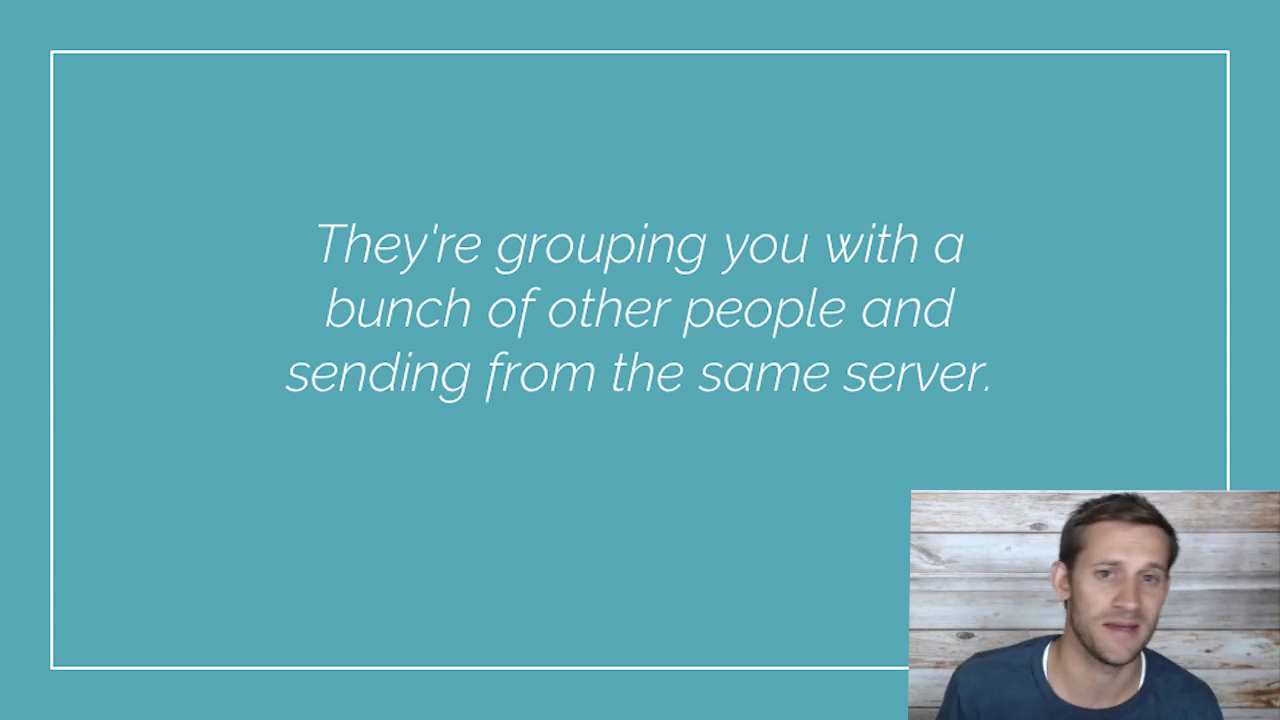 They're grouping you with a
bunch of other people and
sending from the same server.